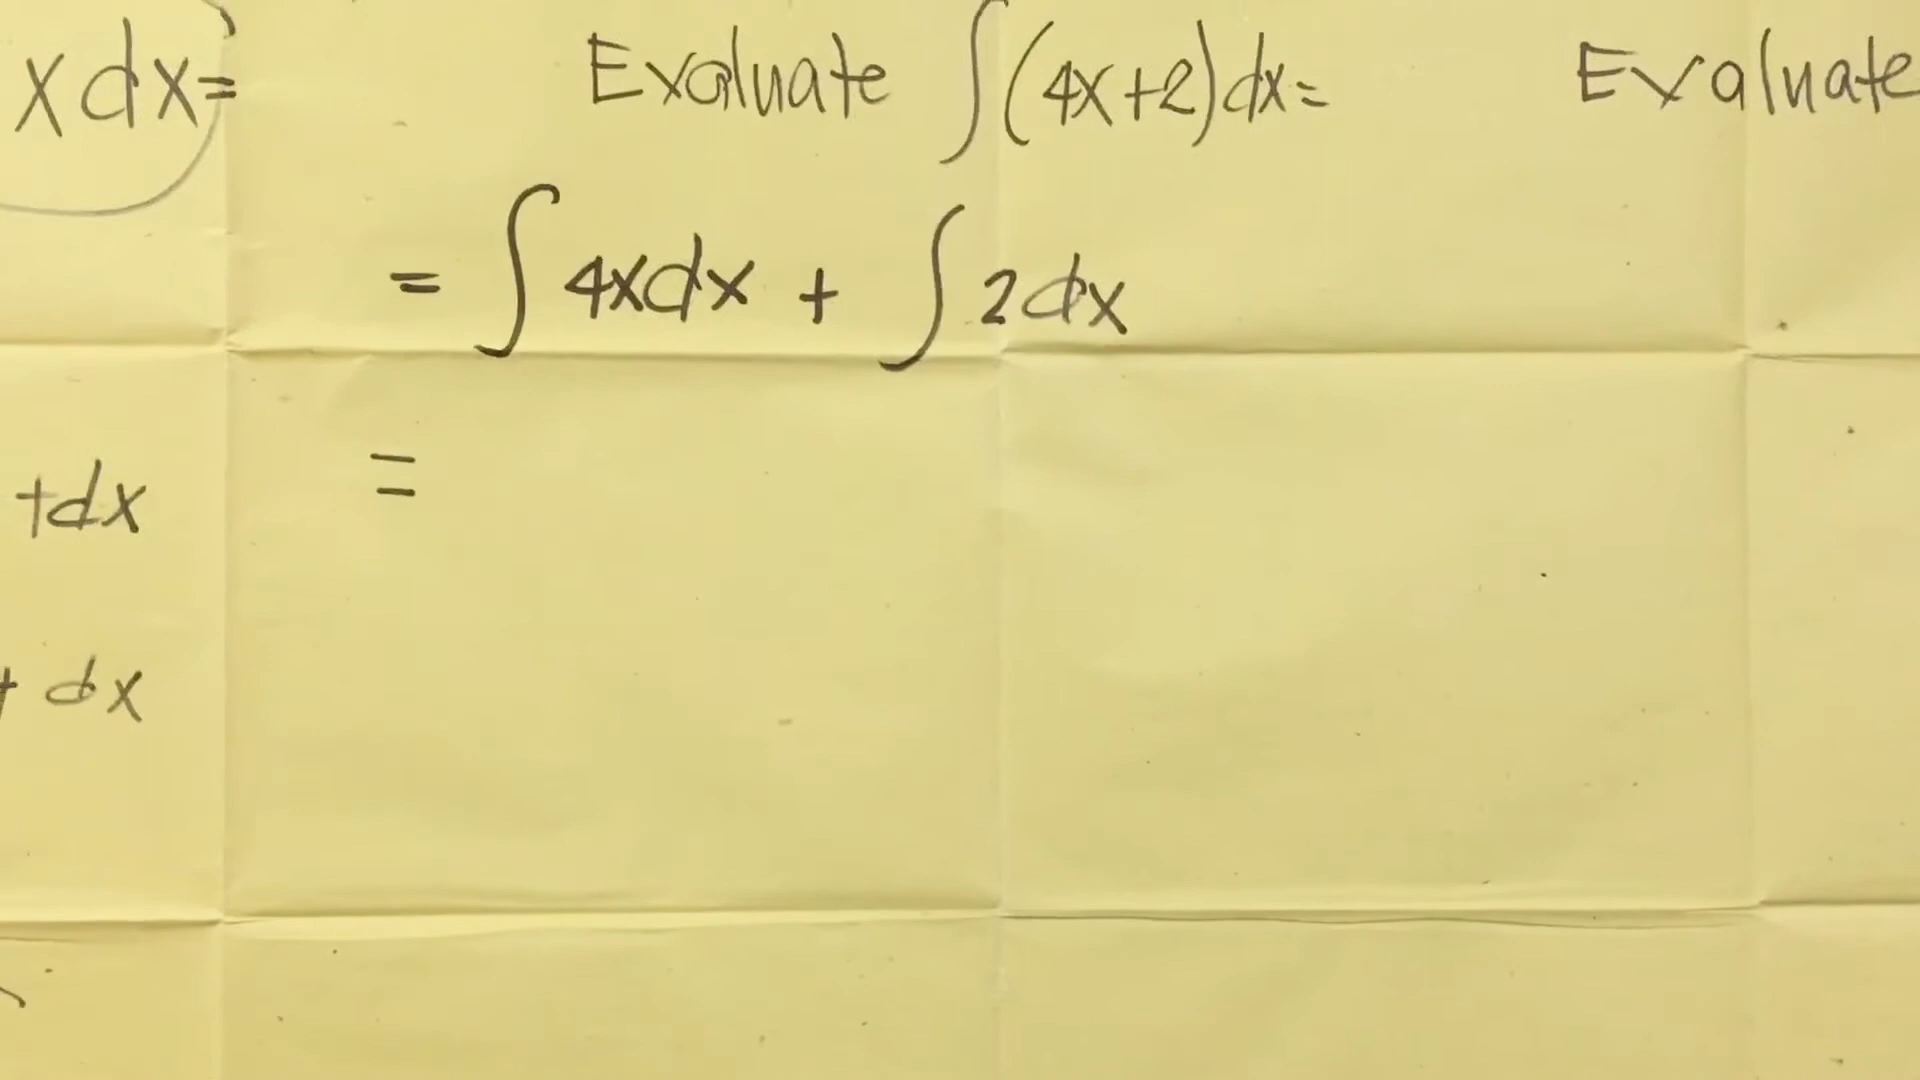 xdx=
Evaluate ∫(4x+2)dx=
Evaluate
= ∫4xdx + ∫2dx
+dx
=
+ dx